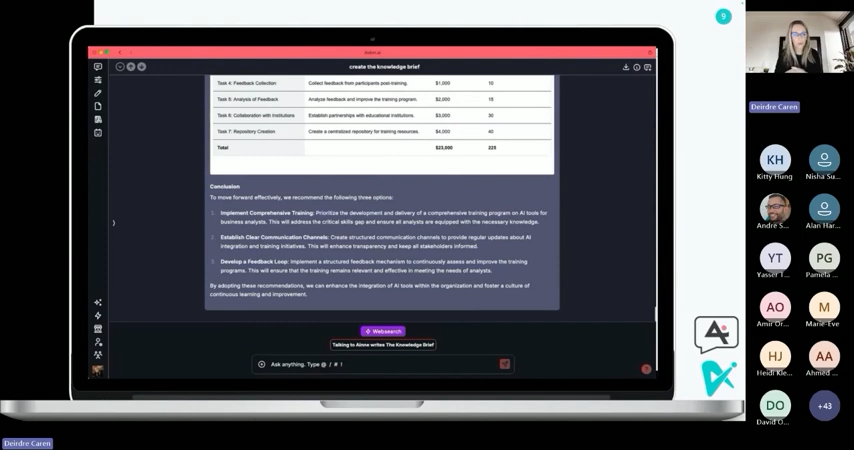 9
create the knowledge brief
Task 4: Feedback Collection Collect feedback from participants post-training. $1,000 10
Task 5: Analysis of Feedback Analyze feedback and improve the training program. $2,000 15
Task 6: Collaboration with Institutions Establish partnerships with educational institutions. $3,000 30
Task 7: Repository Creation Create a centralized repository for training resources. $4,000 40
Total $23,000 225
Conclusion
To move forward effectively, we recommend the following three options:
1. Implement Comprehensive Training: Prioritize the development and delivery of a comprehensive training program on AI tools for
business analysts. This will address the critical skills gap and ensure all analysts are equipped with the necessary knowledge.
2. Establish Clear Communication Channels: Create structured communication channels to provide regular updates about AI
integration and training initiatives. This will enhance transparency and keep all stakeholders informed.
3. Develop a Feedback Loop: Implement a structured feedback mechanism to continuously assess and improve the training
programs. This will ensure that the training remains relevant and effective in meeting the needs of analysts.
By adopting these recommendations, we can enhance the integration of AI tools within the organization and foster a culture of
continuous learning and improvement.
Websearch
Talking to Ainna writes The Knowledge Brief
Ask anything. Type @ / # !
Deirdre Caren
Deirdre Caren
KH
Kitty Hung
Nisha Su...
André S...
Alan Har...
YT
Yasser T...
PG
Pamela ...
AO
Amir Or...
M
Marie-Eve
HJ
Heidi Kle...
AA
Ahmed ...
DO
David O...
+43